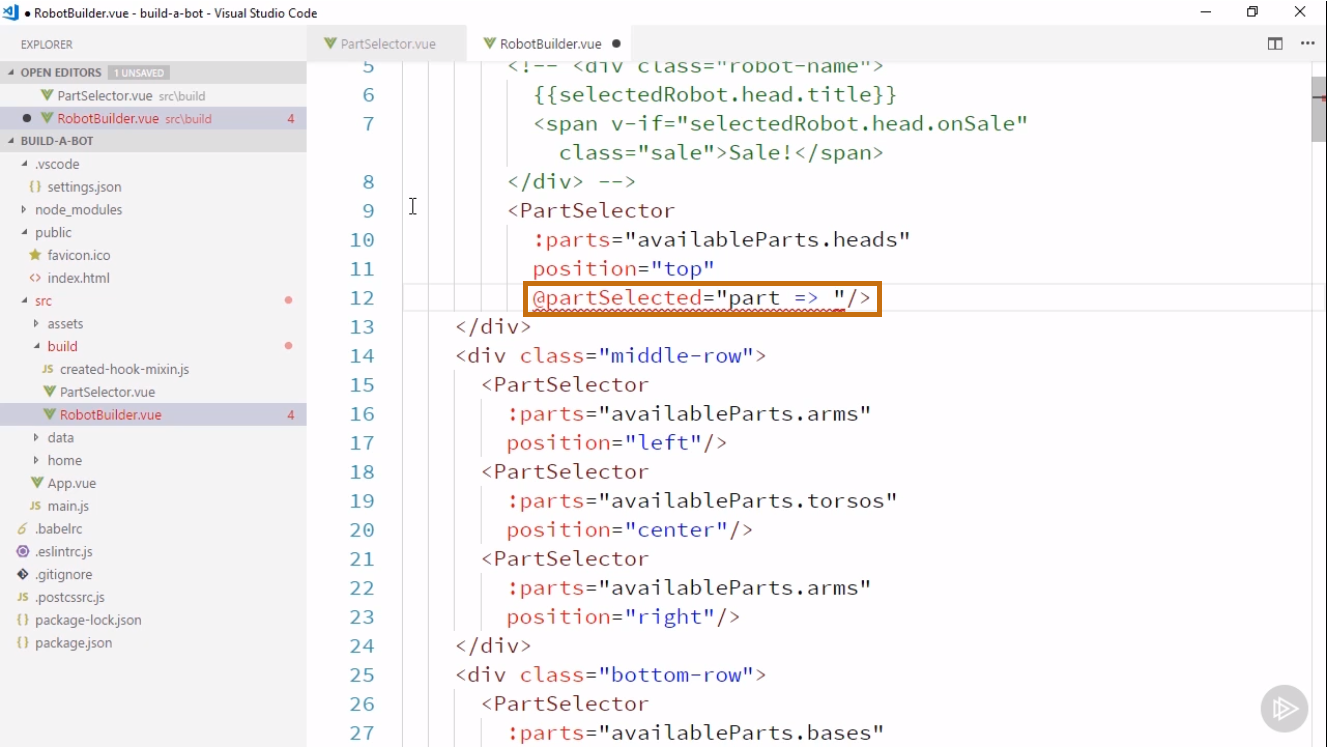 ● RobotBuilder.vue - build-a-bot - Visual Studio Code
EXPLORER
OPEN EDITORS 1 UNSAVED
PartSelector.vue src\build
● RobotBuilder.vue src\build 4
BUILD-A-BOT
.vscode
{} settings.json
node_modules
public
favicon.ico
<> index.html
src
assets
build
JS created-hook-mixin.js
PartSelector.vue
RobotBuilder.vue 4
data
home
App.vue
JS main.js
.babelrc
.eslintrc.js
.gitignore
JS .postcssrc.js
{} package-lock.json
{} package.json
PartSelector.vue RobotBuilder.vue ●
5 <!-- <div class="robot-name">
6 {{selectedRobot.head.title}}
7 <span v-if="selectedRobot.head.onSale"
class="sale">Sale!</span>
8 </div> -->
9 <PartSelector
10 :parts="availableParts.heads"
11 position="top"
12 @partSelected="part => "/>
13 </div>
14 <div class="middle-row">
15 <PartSelector
16 :parts="availableParts.arms"
17 position="left"/>
18 <PartSelector
19 :parts="availableParts.torsos"
20 position="center"/>
21 <PartSelector
22 :parts="availableParts.arms"
23 position="right"/>
24 </div>
25 <div class="bottom-row">
26 <PartSelector
27 :parts="availableParts.bases"